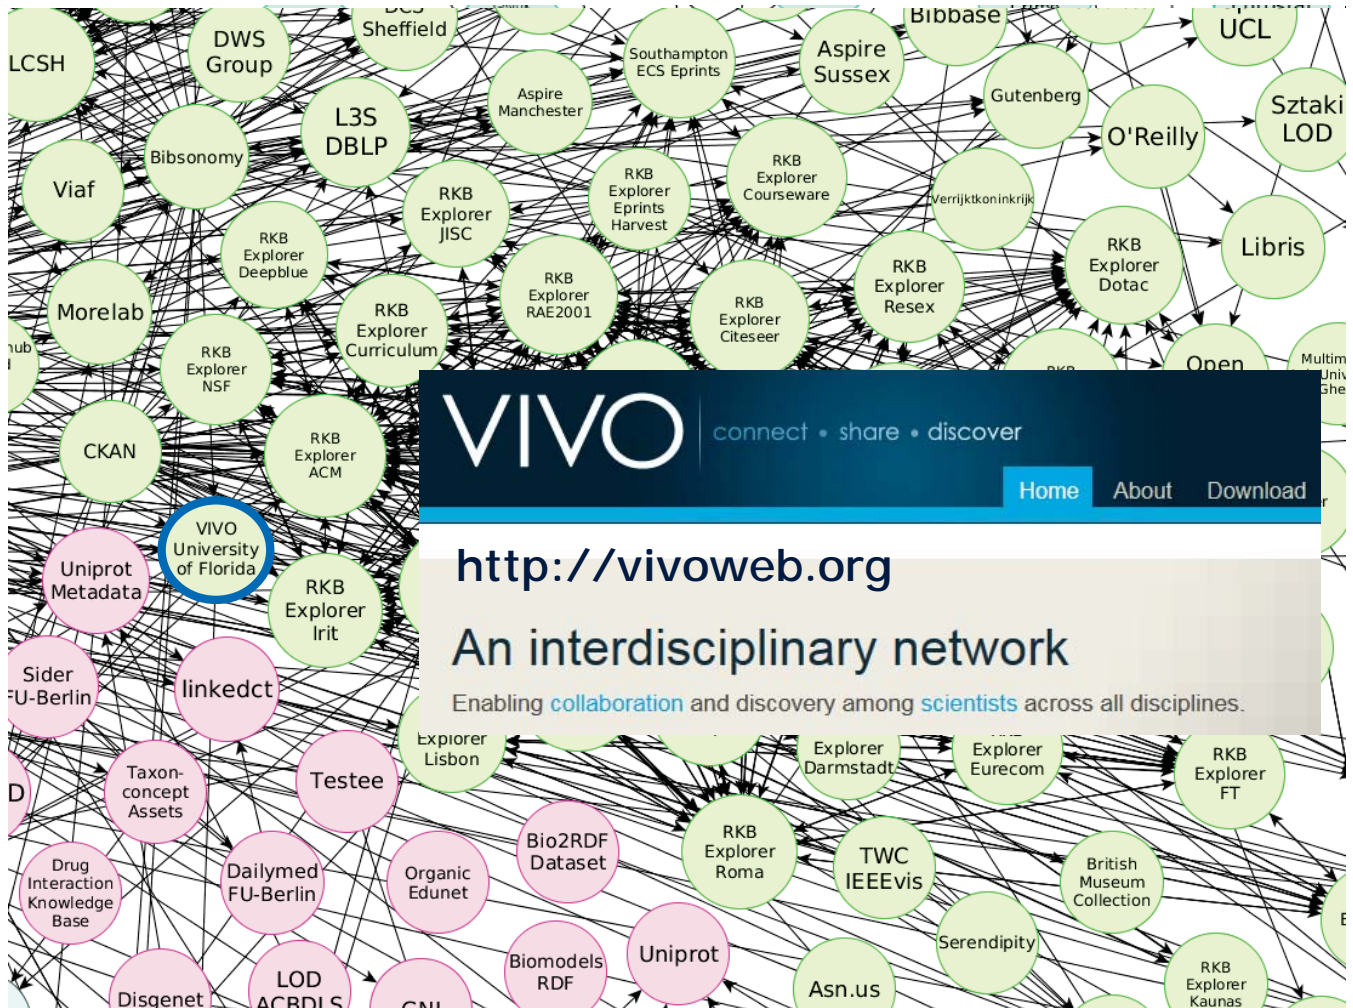 LCSH
DWS
Group
Sheffield
Bibsonomy
L3S
DBLP
Aspire
Manchester
Southampton
ECS Eprints
Aspire
Sussex
Bibbase
Gutenberg
UCL
O'Reilly
Sztaki
LOD
Viaf
RKB
Explorer
Deepblue
RKB
Explorer
JISC
RKB
Explorer
Eprints
Harvest
RKB
Explorer
Courseware
Verrijktkoninkrijk
RKB
Explorer
Dotac
Libris
Morelab
RKB
Explorer
NSF
RKB
Explorer
Curriculum
RKB
Explorer
RAE2001
RKB
Explorer
Citeseer
RKB
Explorer
Resex
Open
CKAN
RKB
Explorer
ACM
VIVO
connect • share • discover
Home About Download
http://vivoweb.org
An interdisciplinary network
Enabling collaboration and discovery among scientists across all disciplines.
VIVO
University
of Florida
Uniprot
Metadata
RKB
Explorer
Irit
Sider
FU-Berlin
linkedct
Explorer
Lisbon
Explorer
Darmstadt
Explorer
Eurecom
RKB
Explorer
FT
Taxon-
concept
Assets
Testee
Drug
Interaction
Knowledge
Base
Dailymed
FU-Berlin
Organic
Edunet
Bio2RDF
Dataset
RKB
Explorer
Roma
TWC
IEEEvis
British
Museum
Collection
Serendipity
Disgenet
LOD
ACBDLS
Biomodels
RDF
Uniprot
Asn.us
RKB
Explorer
Kaunas